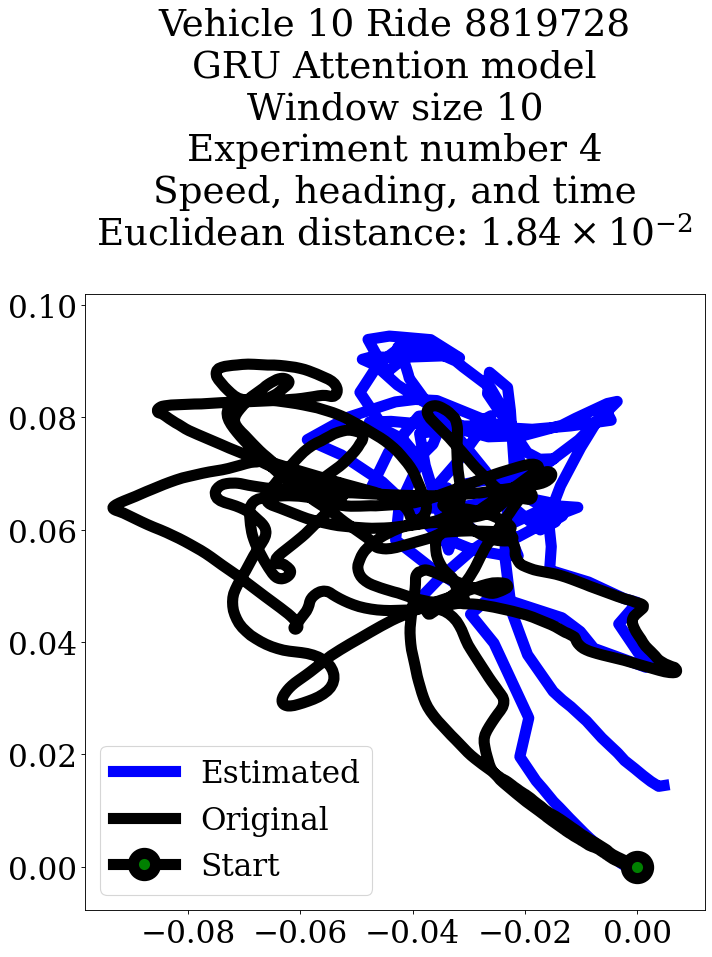 Vehicle 10 Ride 8819728
GRU Attention model
Window size 10
Experiment number 4
Speed, heading, and time
Euclidean distance: 1.84 × 10⁻²
0.10
0.08
0.06
0.04
0.02
0.00
Estimated
Original
Start
−0.08 −0.06 −0.04 −0.02 0.00